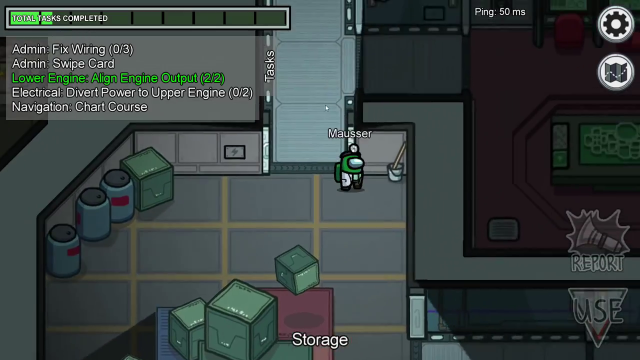 TOTAL TASKS COMPLETED
Ping: 50 ms
Admin: Fix Wiring (0/3)
Admin: Swipe Card
Lower Engine: Align Engine Output (2/2)
Electrical: Divert Power to Upper Engine (0/2)
Navigation: Chart Course
Tasks
Mausser
REPORT
USE
Storage